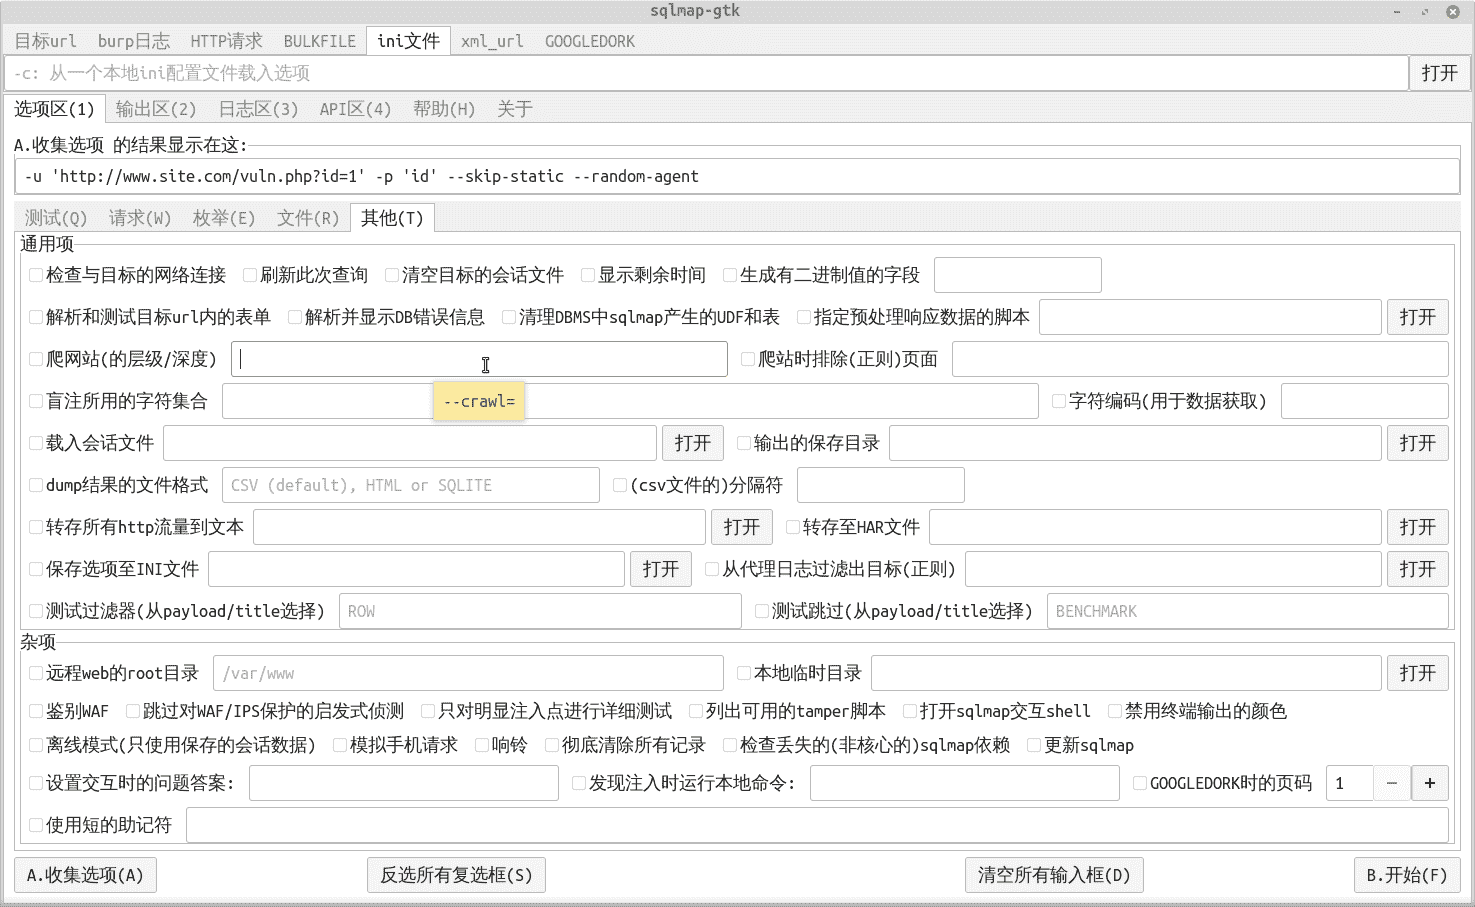 sqlmap-gtk
目标url burp日志 HTTP请求 BULKFILE ini文件 xml_url GOOGLEDORK
-c: 从一个本地ini配置文件载入选项 打开
选项区(1) 输出区(2) 日志区(3) API区(4) 帮助(H) 关于
A.收集选项 的结果显示在这:
-u 'http://www.site.com/vuln.php?id=1' -p 'id' --skip-static --random-agent
测试(Q) 请求(W) 枚举(E) 文件(R) 其他(T)
通用项
检查与目标的网络连接 刷新此次查询 清空目标的会话文件 显示剩余时间 生成有二进制值的字段
解析和测试目标url内的表单 解析并显示DB错误信息 清理DBMS中sqlmap产生的UDF和表 指定预处理响应数据的脚本 打开
爬网站(的层级/深度) 爬站时排除(正则)页面
盲注所用的字符集合 --crawl= 字符编码(用于数据获取)
载入会话文件 打开 输出的保存目录 打开
dump结果的文件格式 CSV (default), HTML or SQLITE (csv文件的)分隔符
转存所有http流量到文本 打开 转存至HAR文件 打开
保存选项至INI文件 打开 从代理日志过滤出目标(正则) 打开
测试过滤器(从payload/title选择) ROW 测试跳过(从payload/title选择) BENCHMARK
杂项
远程web的root目录 /var/www 本地临时目录 打开
鉴别WAF 跳过对WAF/IPS保护的启发式侦测 只对明显注入点进行详细测试 列出可用的tamper脚本 打开sqlmap交互shell 禁用终端输出的颜色
离线模式(只使用保存的会话数据) 模拟手机请求 响铃 彻底清除所有记录 检查丢失的(非核心的)sqlmap依赖 更新sqlmap
设置交互时的问题答案: 发现注入时运行本地命令: GOOGLEDORK时的页码 1 − +
使用短的助记符
A.收集选项(A) 反选所有复选框(S) 清空所有输入框(D) B.开始(F)